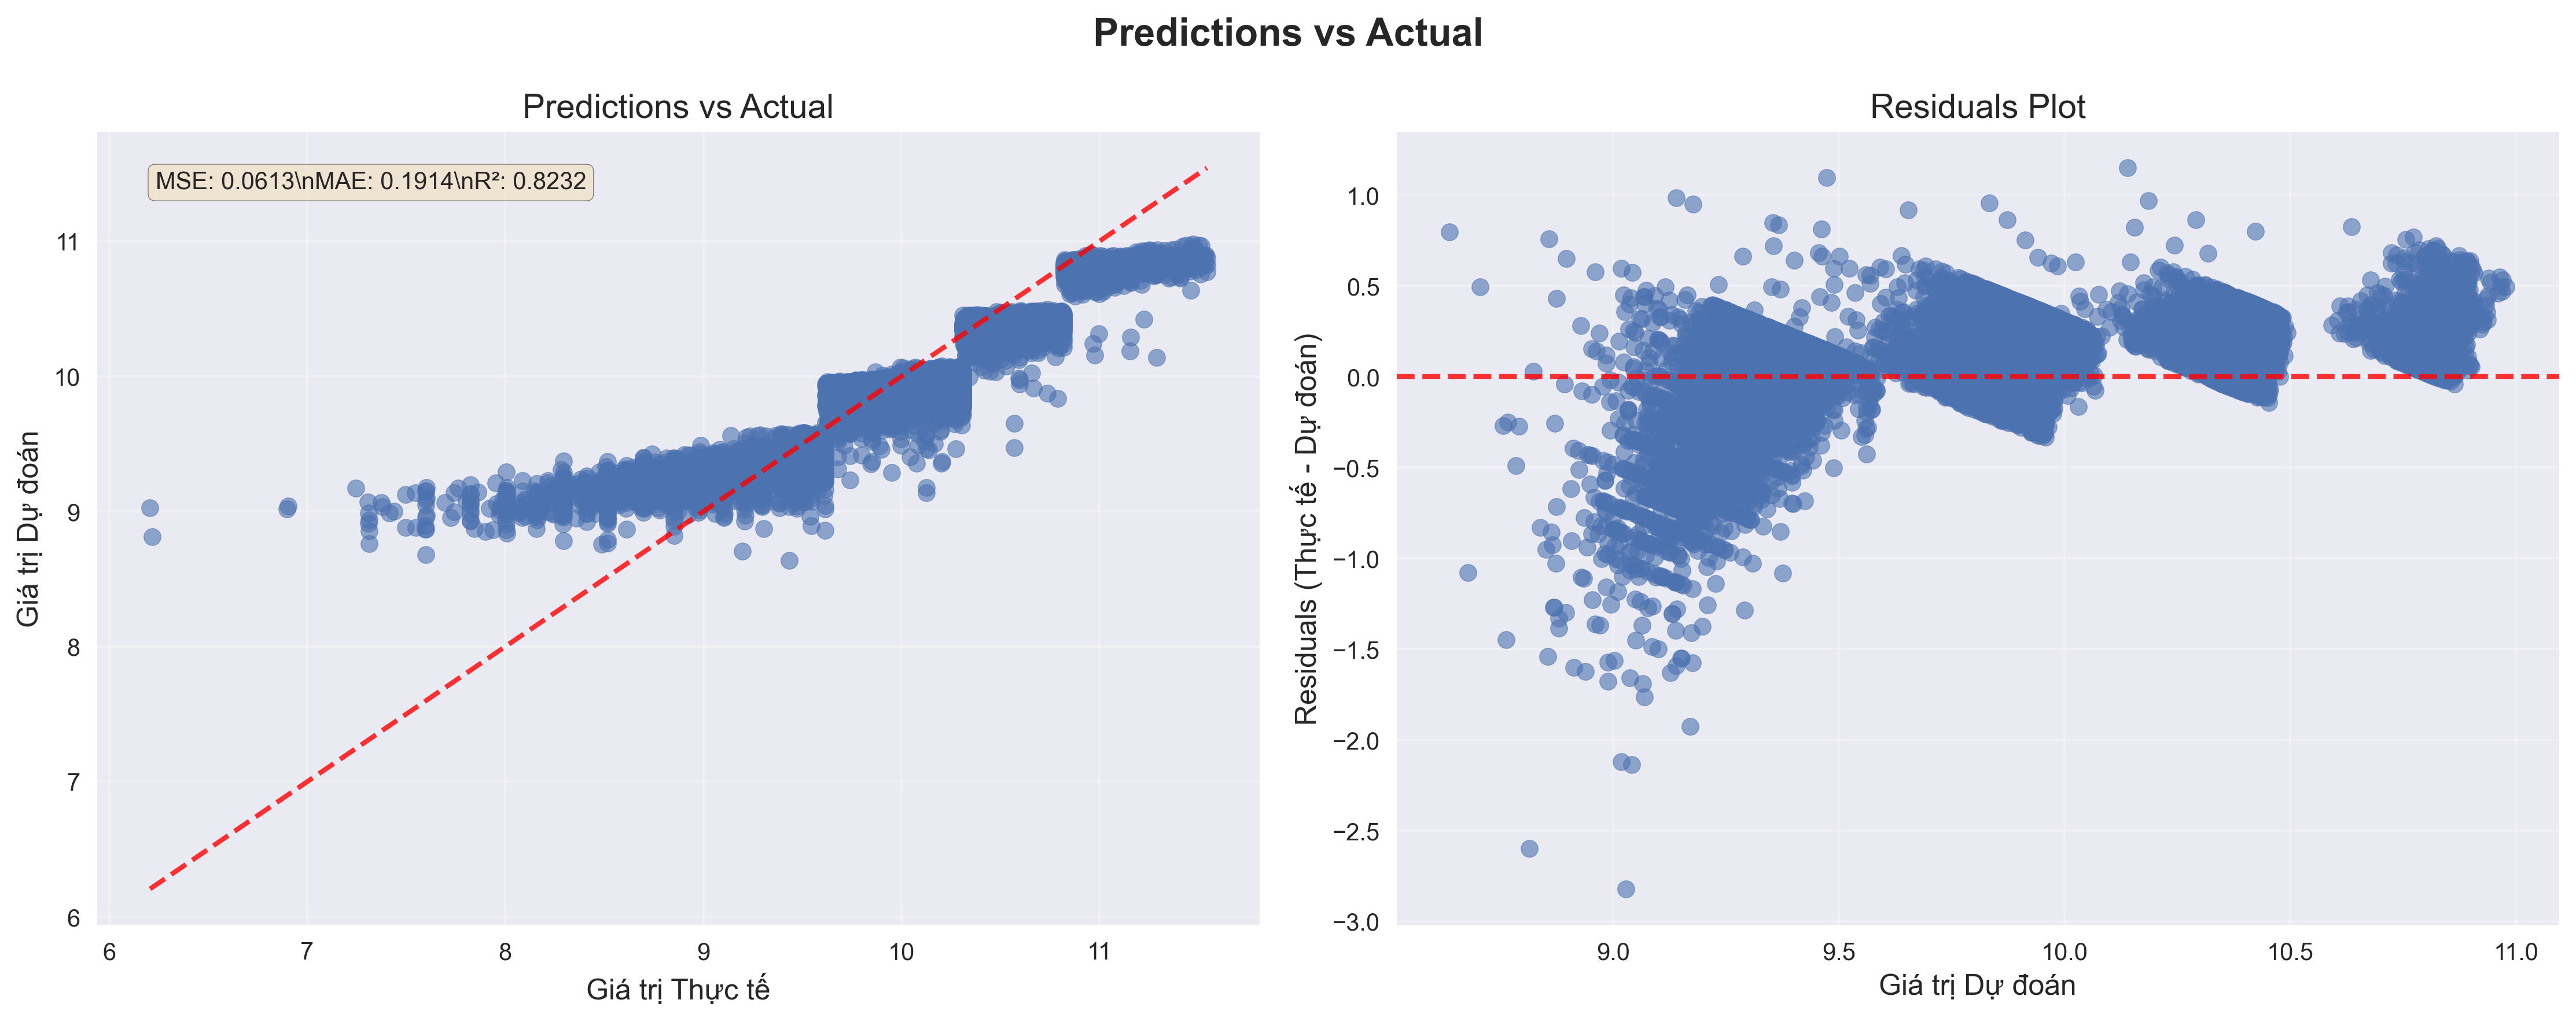 Predictions vs Actual
Predictions vs Actual
MSE: 0.0613\nMAE: 0.1914\nR²: 0.8232
Giá trị Dự đoán
11
10
9
8
7
6
6 7 8 9 10 11
Giá trị Thực tế
Residuals Plot
Residuals (Thực tế - Dự đoán)
1.0
0.5
0.0
−0.5
−1.0
−1.5
−2.0
−2.5
−3.0
9.0 9.5 10.0 10.5 11.0
Giá trị Dự đoán